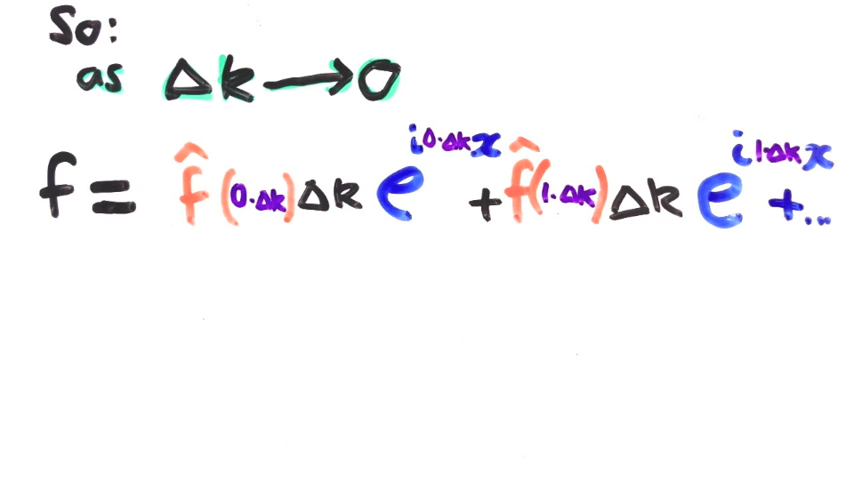 So:
as Δk → 0
f = f̂(0·Δk)Δk e^{i0·Δkx} + f̂(1·Δk)Δk e^{i1·Δkx} +...